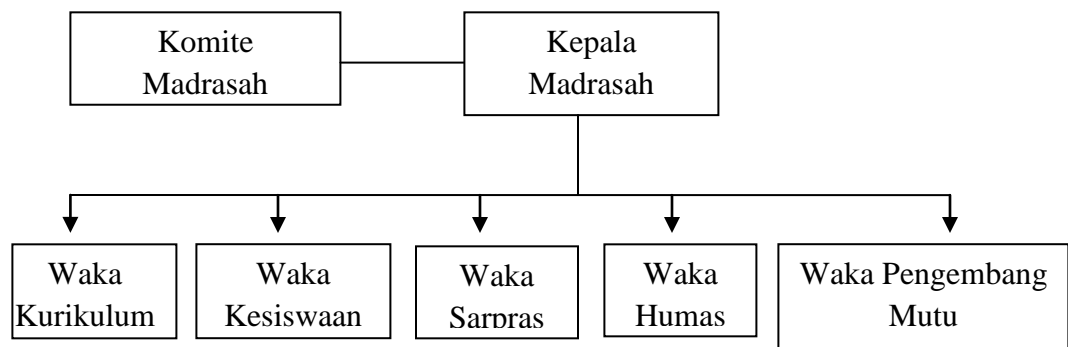 Komite
Madrasah
Kepala
Madrasah
Waka
Kurikulum
Waka
Kesiswaan
Waka
Sarpras
Waka
Humas
Waka Pengembang
Mutu